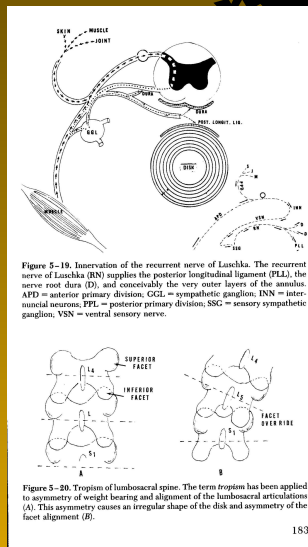 SKIN
MUSCLE
JOINT
DURA
DURA
POST. LONGIT. LIG.
GGL
DISK
MUSCLE
S
J
M
PPD
APD
INN
VSN
RN
D
D
SSG
PLL
Figure 5–19. Innervation of the recurrent nerve of Luschka. The recurrent
nerve of Luschka (RN) supplies the posterior longitudinal ligament (PLL), the
nerve root dura (D), and conceivably the very outer layers of the annulus.
APD = anterior primary division; GGL = sympathetic ganglion; INN = inter-
nuncial neurons; PPL = posterior primary division; SSG = sensory sympathetic
ganglion; VSN = ventral sensory nerve.
SUPERIOR
FACET
L4
INFERIOR
FACET
L
S1
A
L4
L5
FACET
OVERRIDE
S1
B
Figure 5–20. Tropism of lumbosacral spine. The term tropism has been applied
to asymmetry of weight bearing and alignment of the lumbosacral articulations
(A). This asymmetry causes an irregular shape of the disk and asymmetry of the
facet alignment (B).
183